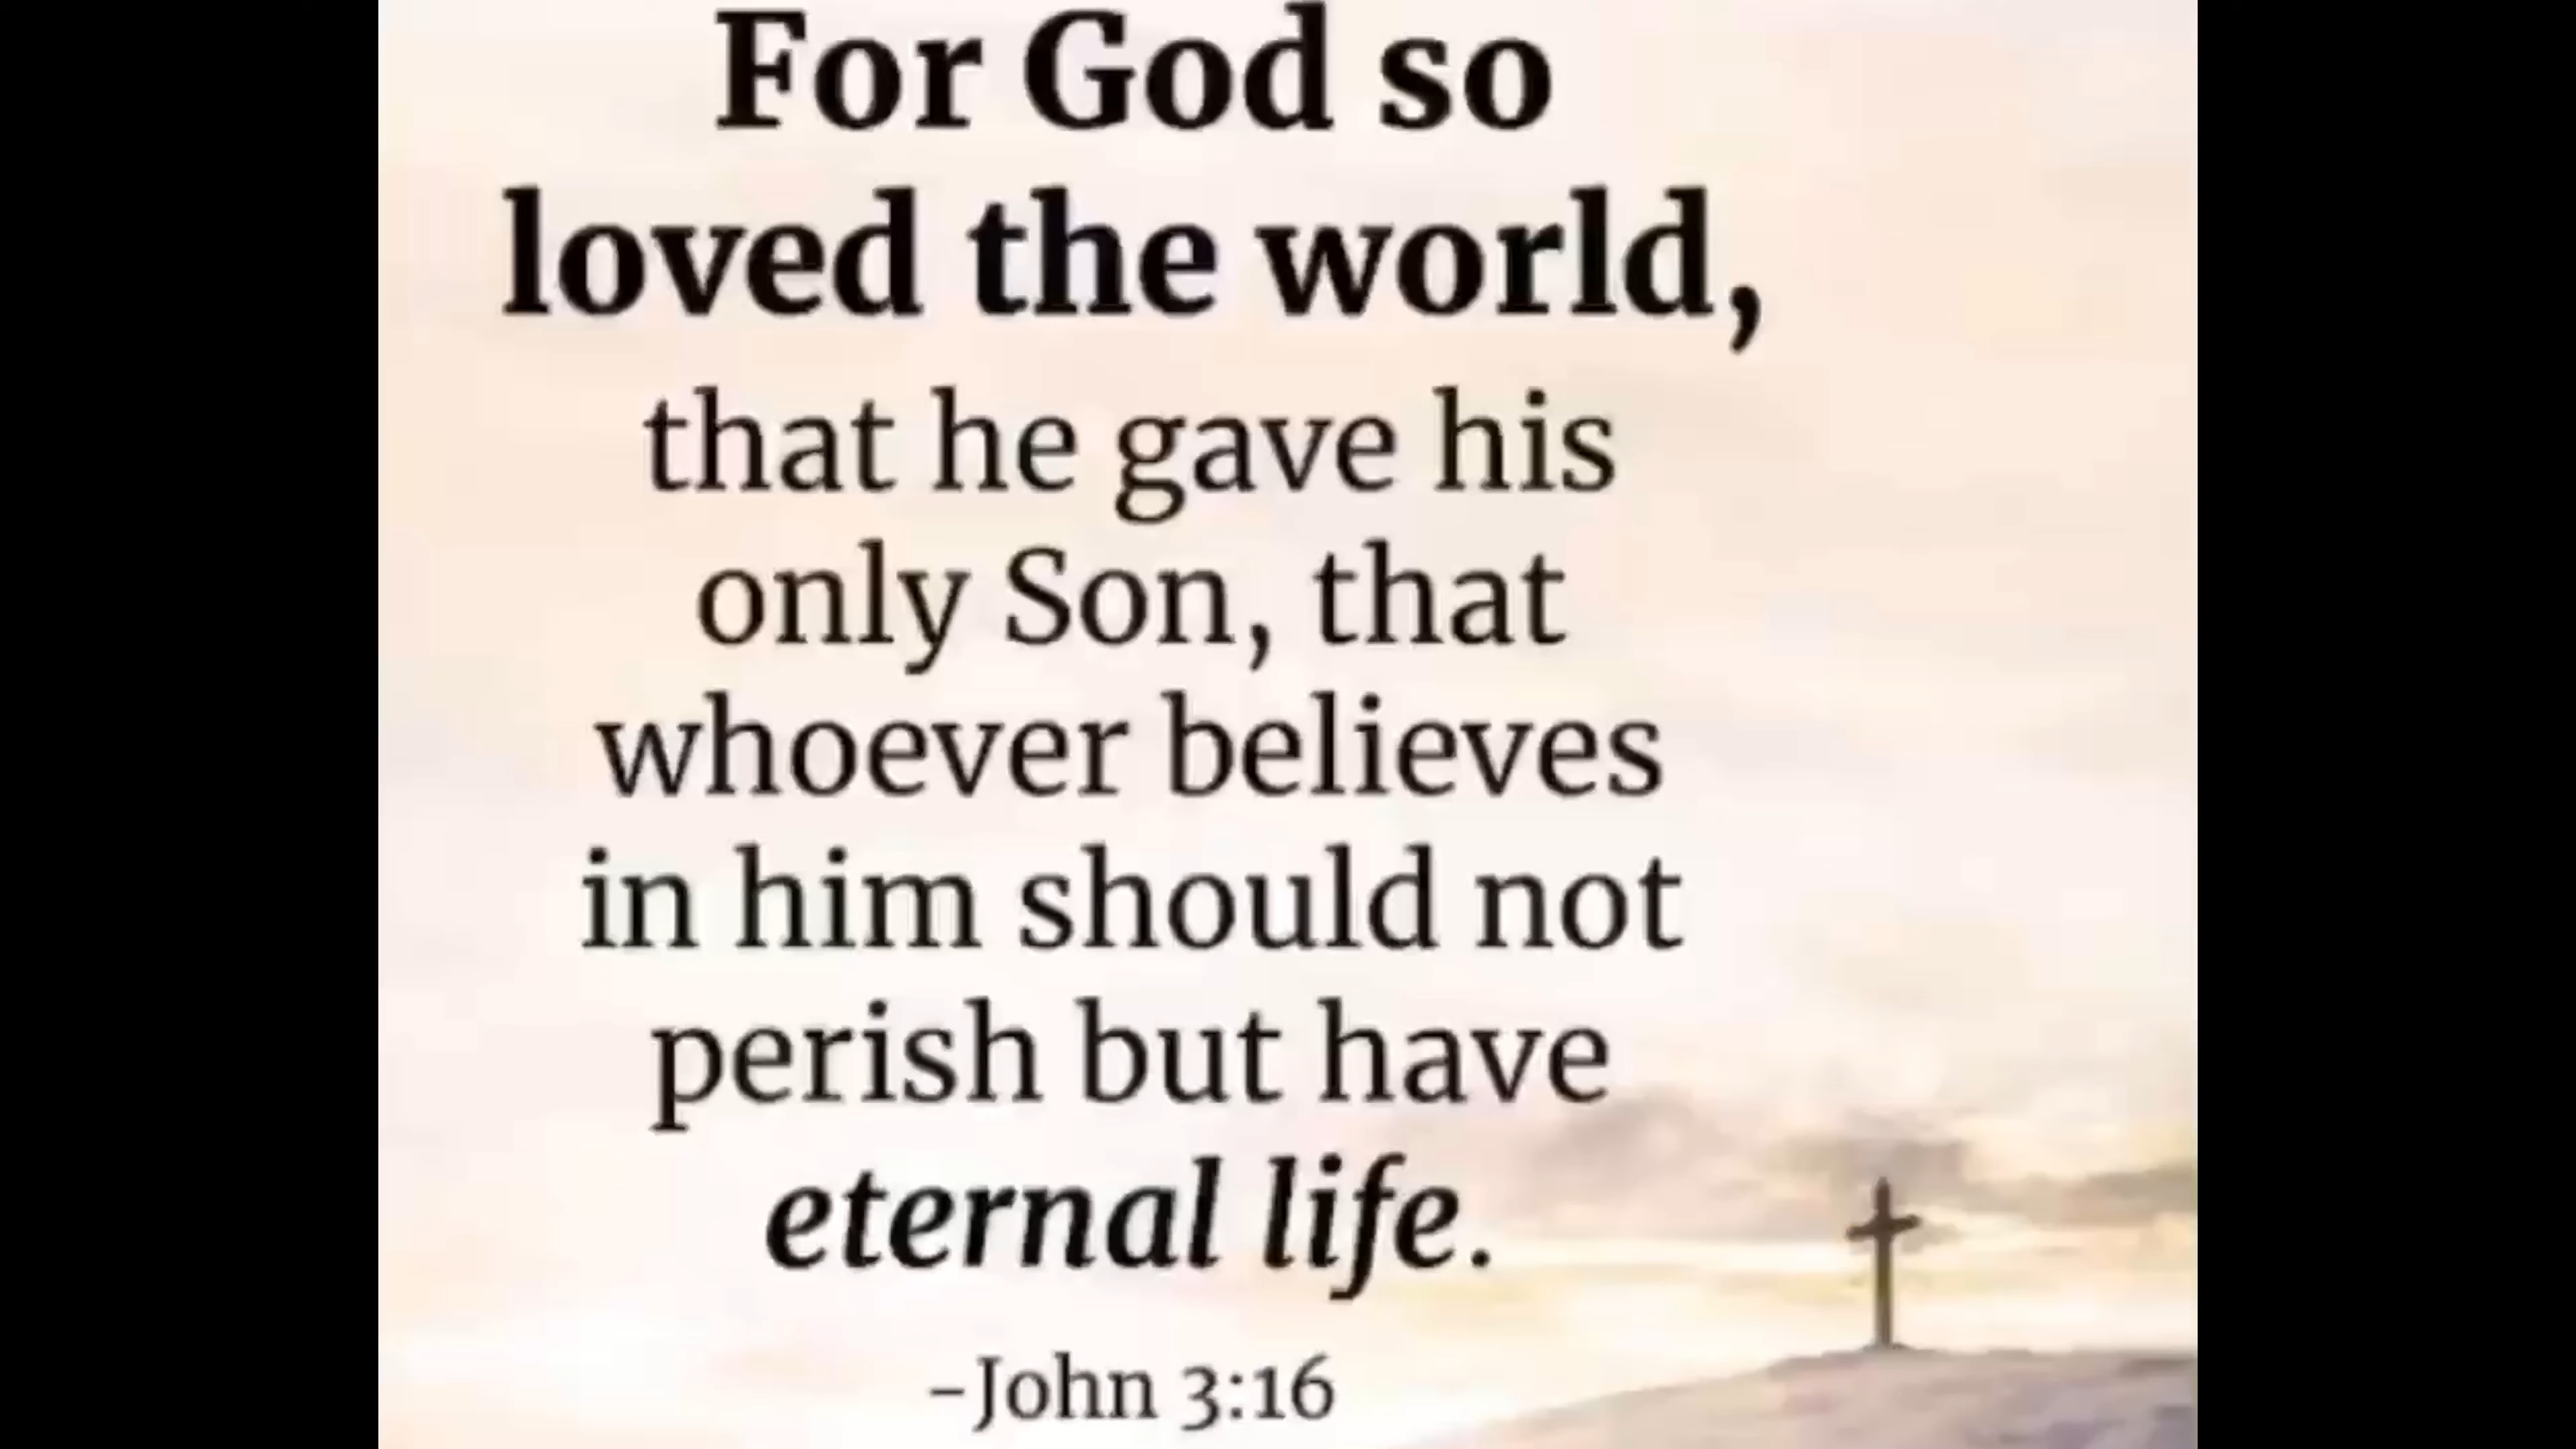 For God so
loved the world,
that he gave his
only Son, that
whoever believes
in him should not
perish but have
eternal life.
-John 3:16